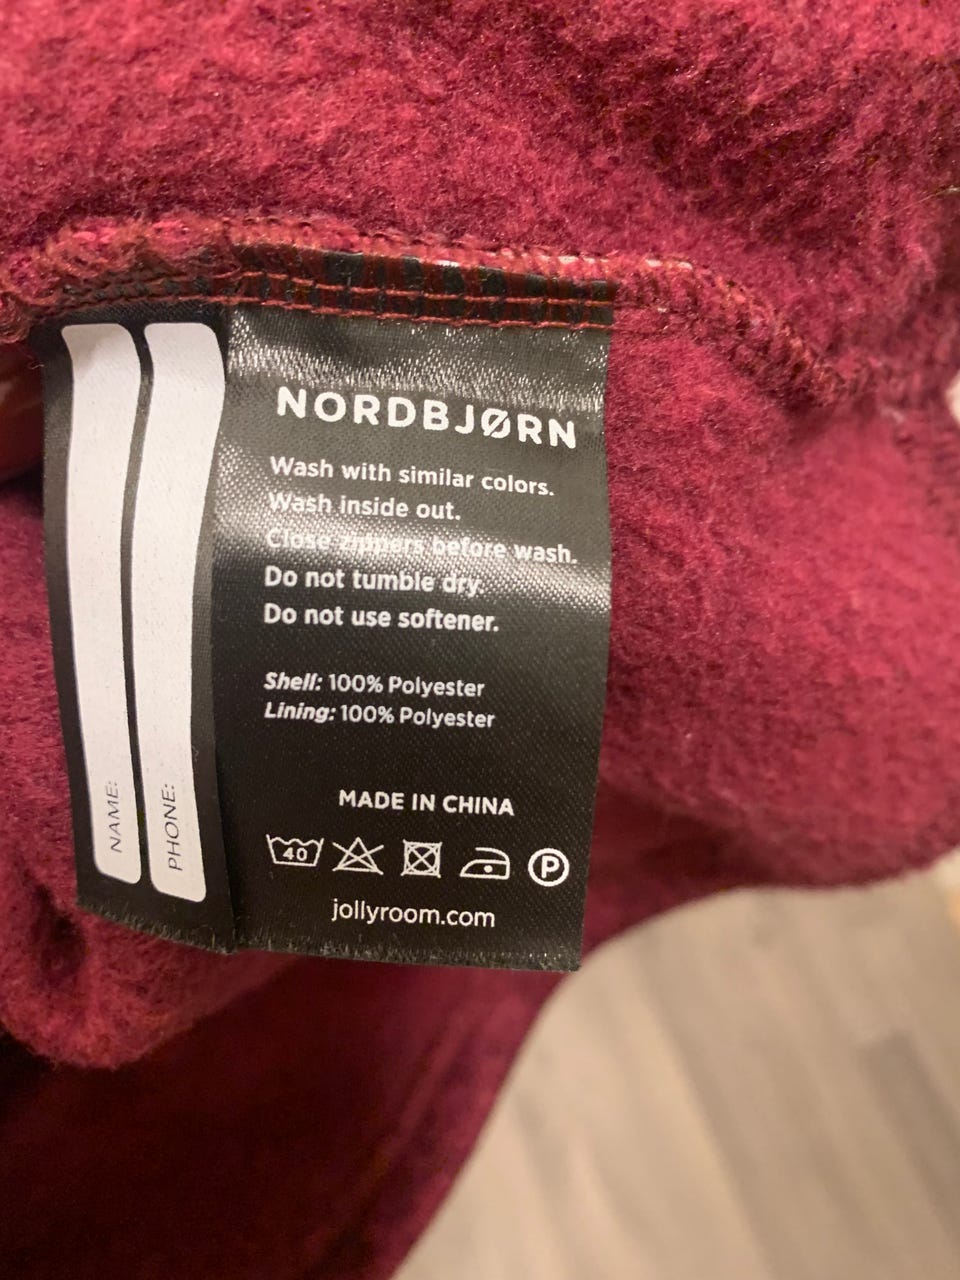 NORDBJØRN
Wash with similar colors.
Wash inside out.
Close zippers before wash.
Do not tumble dry.
Do not use softener.
Shell: 100% Polyester
Lining: 100% Polyester
MADE IN CHINA
40 P
jollyroom.com
NAME:
PHONE: